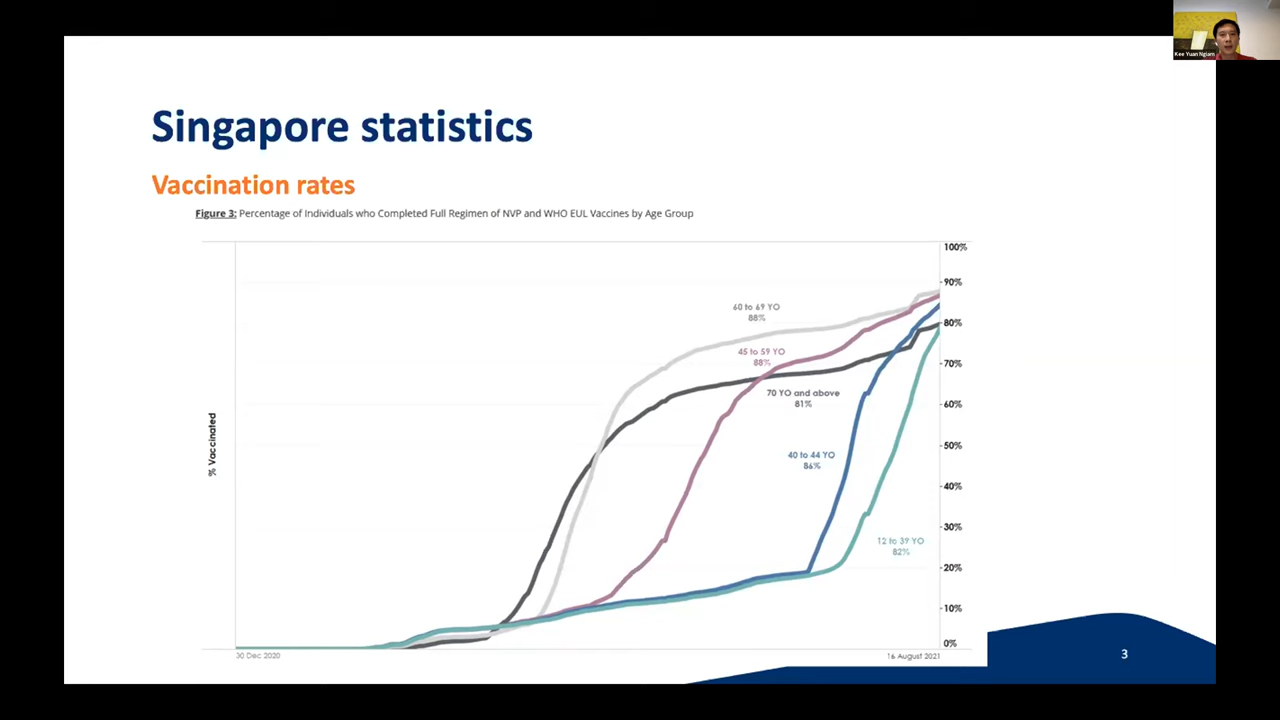 Kee Yuan Ngiam
Singapore statistics
Vaccination rates
Figure 3: Percentage of Individuals who Completed Full Regimen of NVP and WHO EUL Vaccines by Age Group
100%
90%
80%
70%
60%
50%
40%
30%
20%
10%
0%
% Vaccinated
60 to 69 YO
88%
45 to 59 YO
88%
70 YO and above
81%
40 to 44 YO
86%
12 to 39 YO
82%
30 Dec 2020
16 August 2021
3